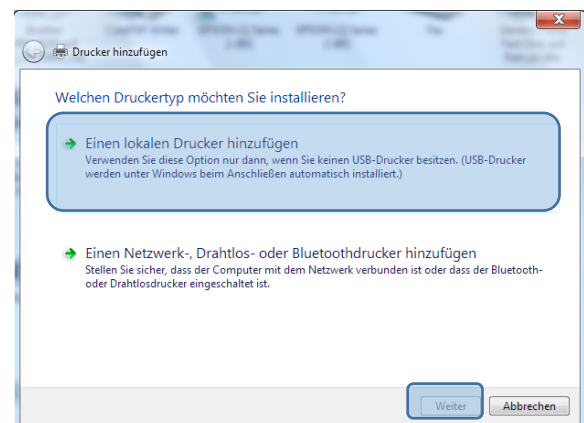 Drucker hinzufügen
Welchen Druckertyp möchten Sie installieren?
Einen lokalen Drucker hinzufügen
Verwenden Sie diese Option nur dann, wenn Sie keinen USB-Drucker besitzen. (USB-Drucker
werden unter Windows beim Anschließen automatisch installiert.)
Einen Netzwerk-, Drahtlos- oder Bluetoothdrucker hinzufügen
Stellen Sie sicher, dass der Computer mit dem Netzwerk verbunden ist oder dass der Bluetooth-
oder Drahtlosdrucker eingeschaltet ist.
Weiter
Abbrechen